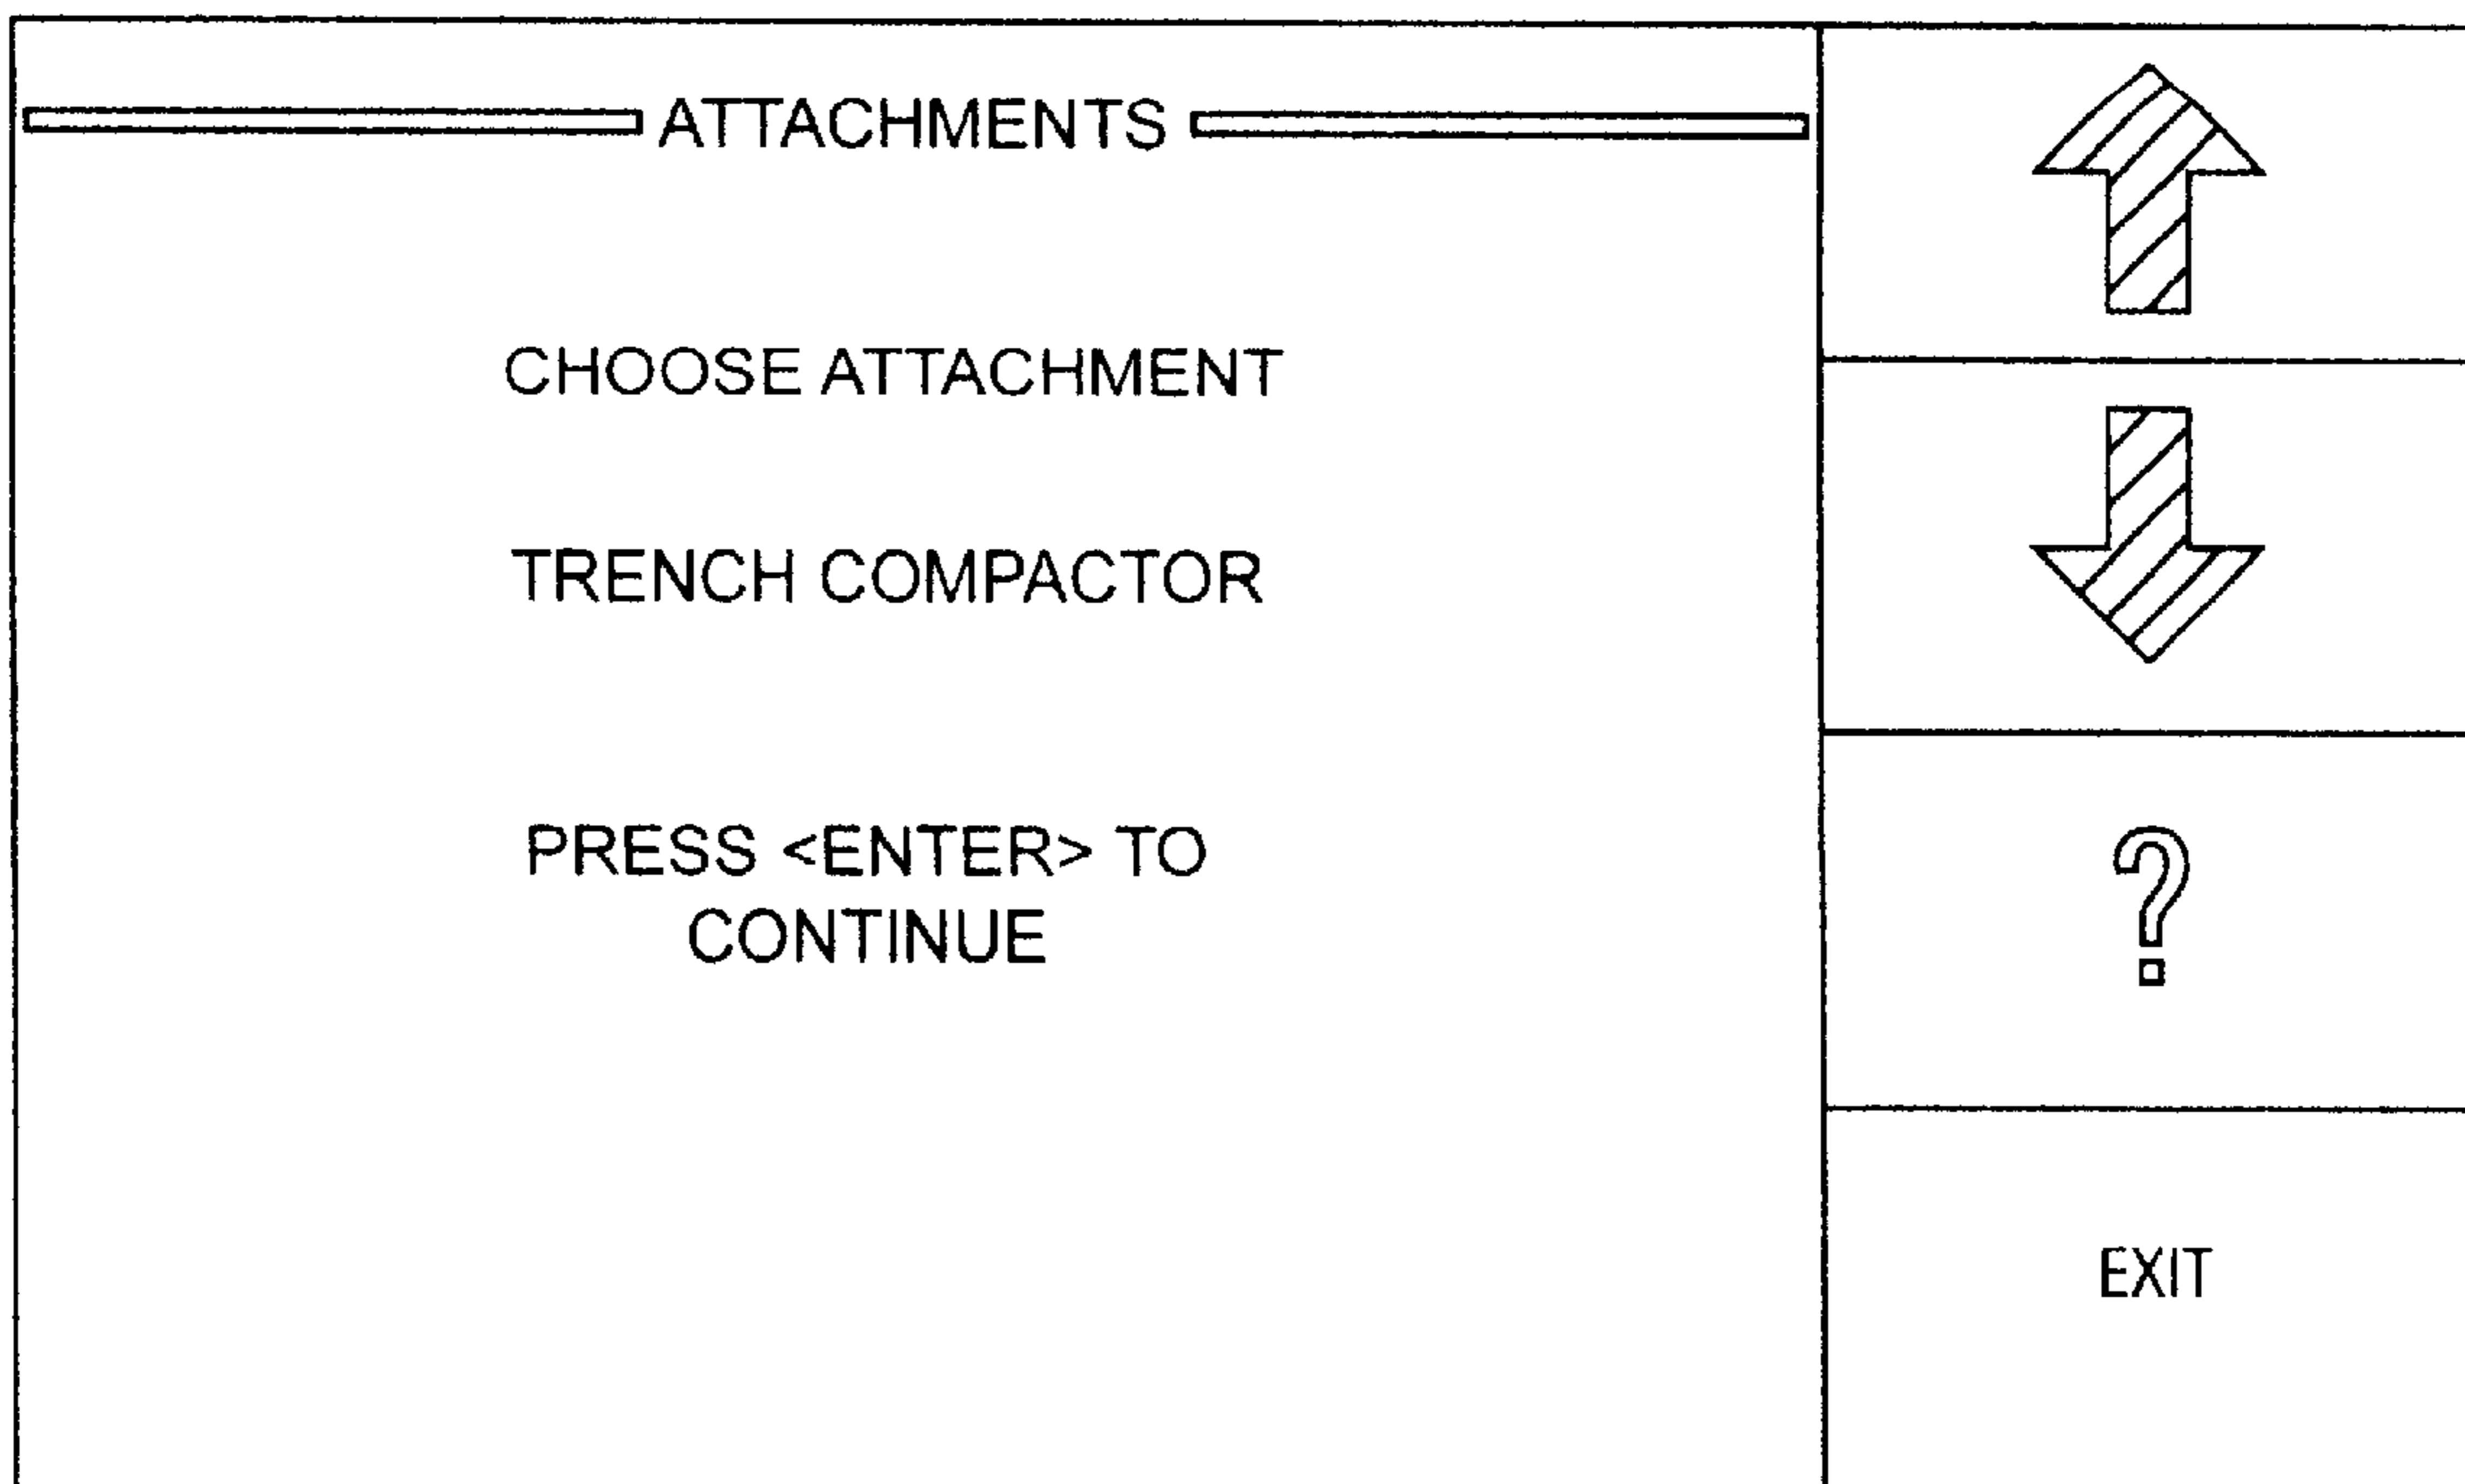 ATTACHMENTS
CHOOSE ATTACHMENT
TRENCH COMPACTOR
PRESS <ENTER> TO
CONTINUE
?
EXIT